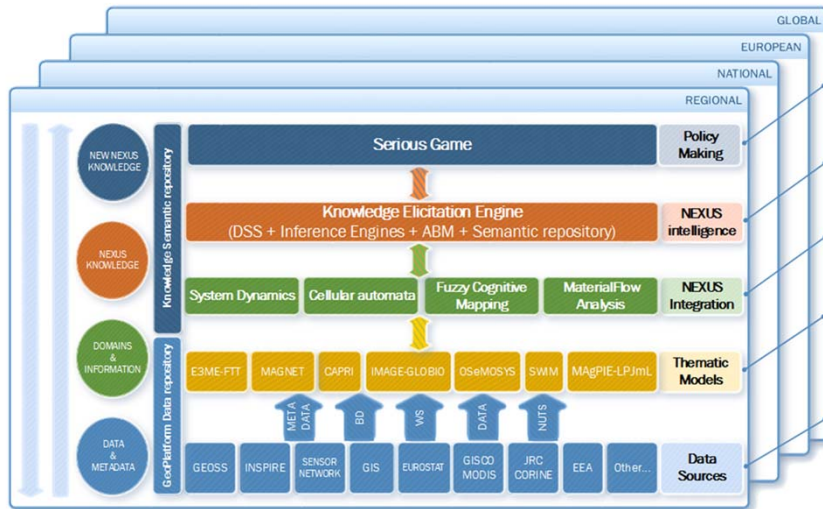 GLOBAL
EUROPEAN
NATIONAL
REGIONAL
NEW NEXUS
KNOWLEDGE
NEXUS
KNOWLEDGE
DOMAINS
&
INFORMATION
DATA
&
METADATA
Knowledge Semantic repository
GeoPlatform Data repository
Serious Game
Policy
Making
Knowledge Elicitation Engine
(DSS + Inference Engines + ABM + Semantic repository)
NEXUS
intelligence
System Dynamics
Cellular automata
Fuzzy Cognitive
Mapping
MaterialFlow
Analysis
NEXUS
Integration
E3ME-FTT
MAGNET
CAPRI
IMAGE-GLOBIO
OSeMOSYS
SWIM
MAgPIE-LPJmL
Thematic
Models
META
DATA
BD
WS
DATA
NUTS
GEOSS
INSPIRE
SENSOR
NETWORK
GIS
EUROSTAT
GISCO
MODIS
JRC
CORINE
EEA
Other...
Data
Sources